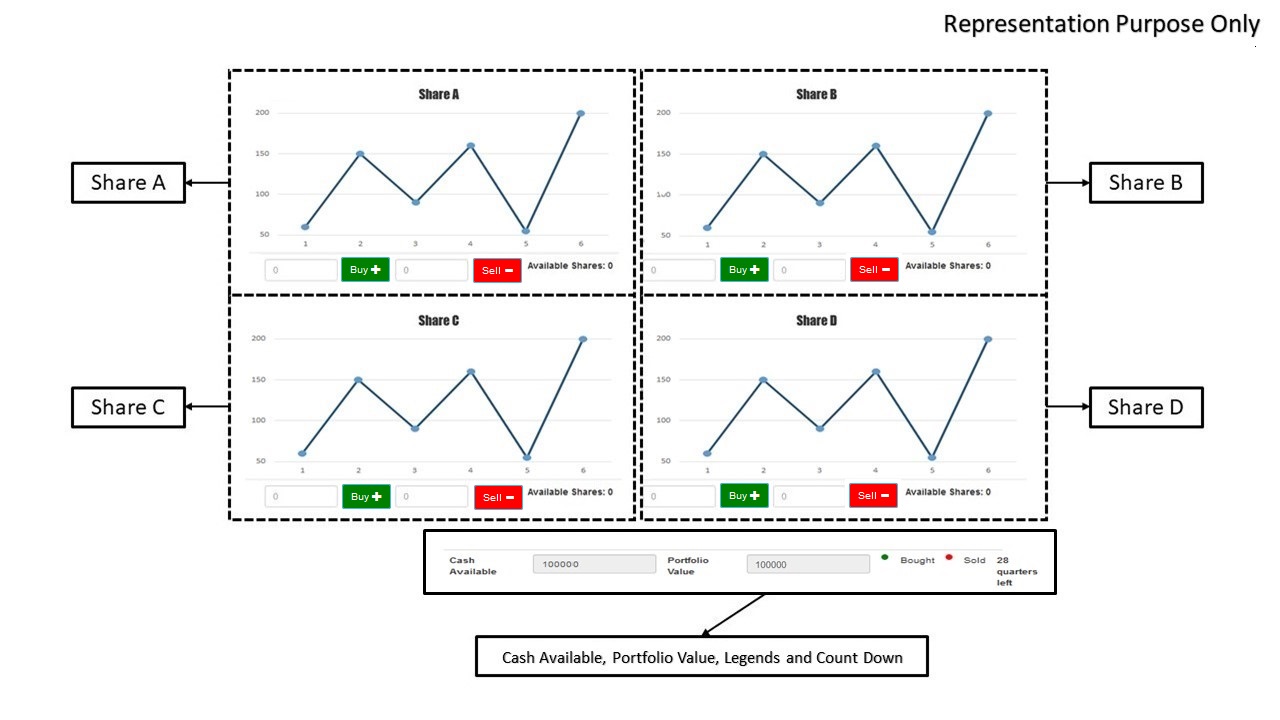 Representation Purpose Only
Share A
Share B
200
150
100
50
1 2 3 4 5 6
0 Buy 0 Sell Available Shares: 0
200
150
100
50
1 2 3 4 5 6
0 Buy 0 Sell Available Shares: 0
Share A
Share B
Share C
Share D
200
150
100
50
1 2 3 4 5 6
0 Buy 0 Sell Available Shares: 0
200
150
100
50
1 2 3 4 5 6
0 Buy 0 Sell Available Shares: 0
Share C
Share D
Cash
Available
100000
Portfolio
Value
100000
Bought
Sold
28
quarters
left
Cash Available, Portfolio Value, Legends and Count Down